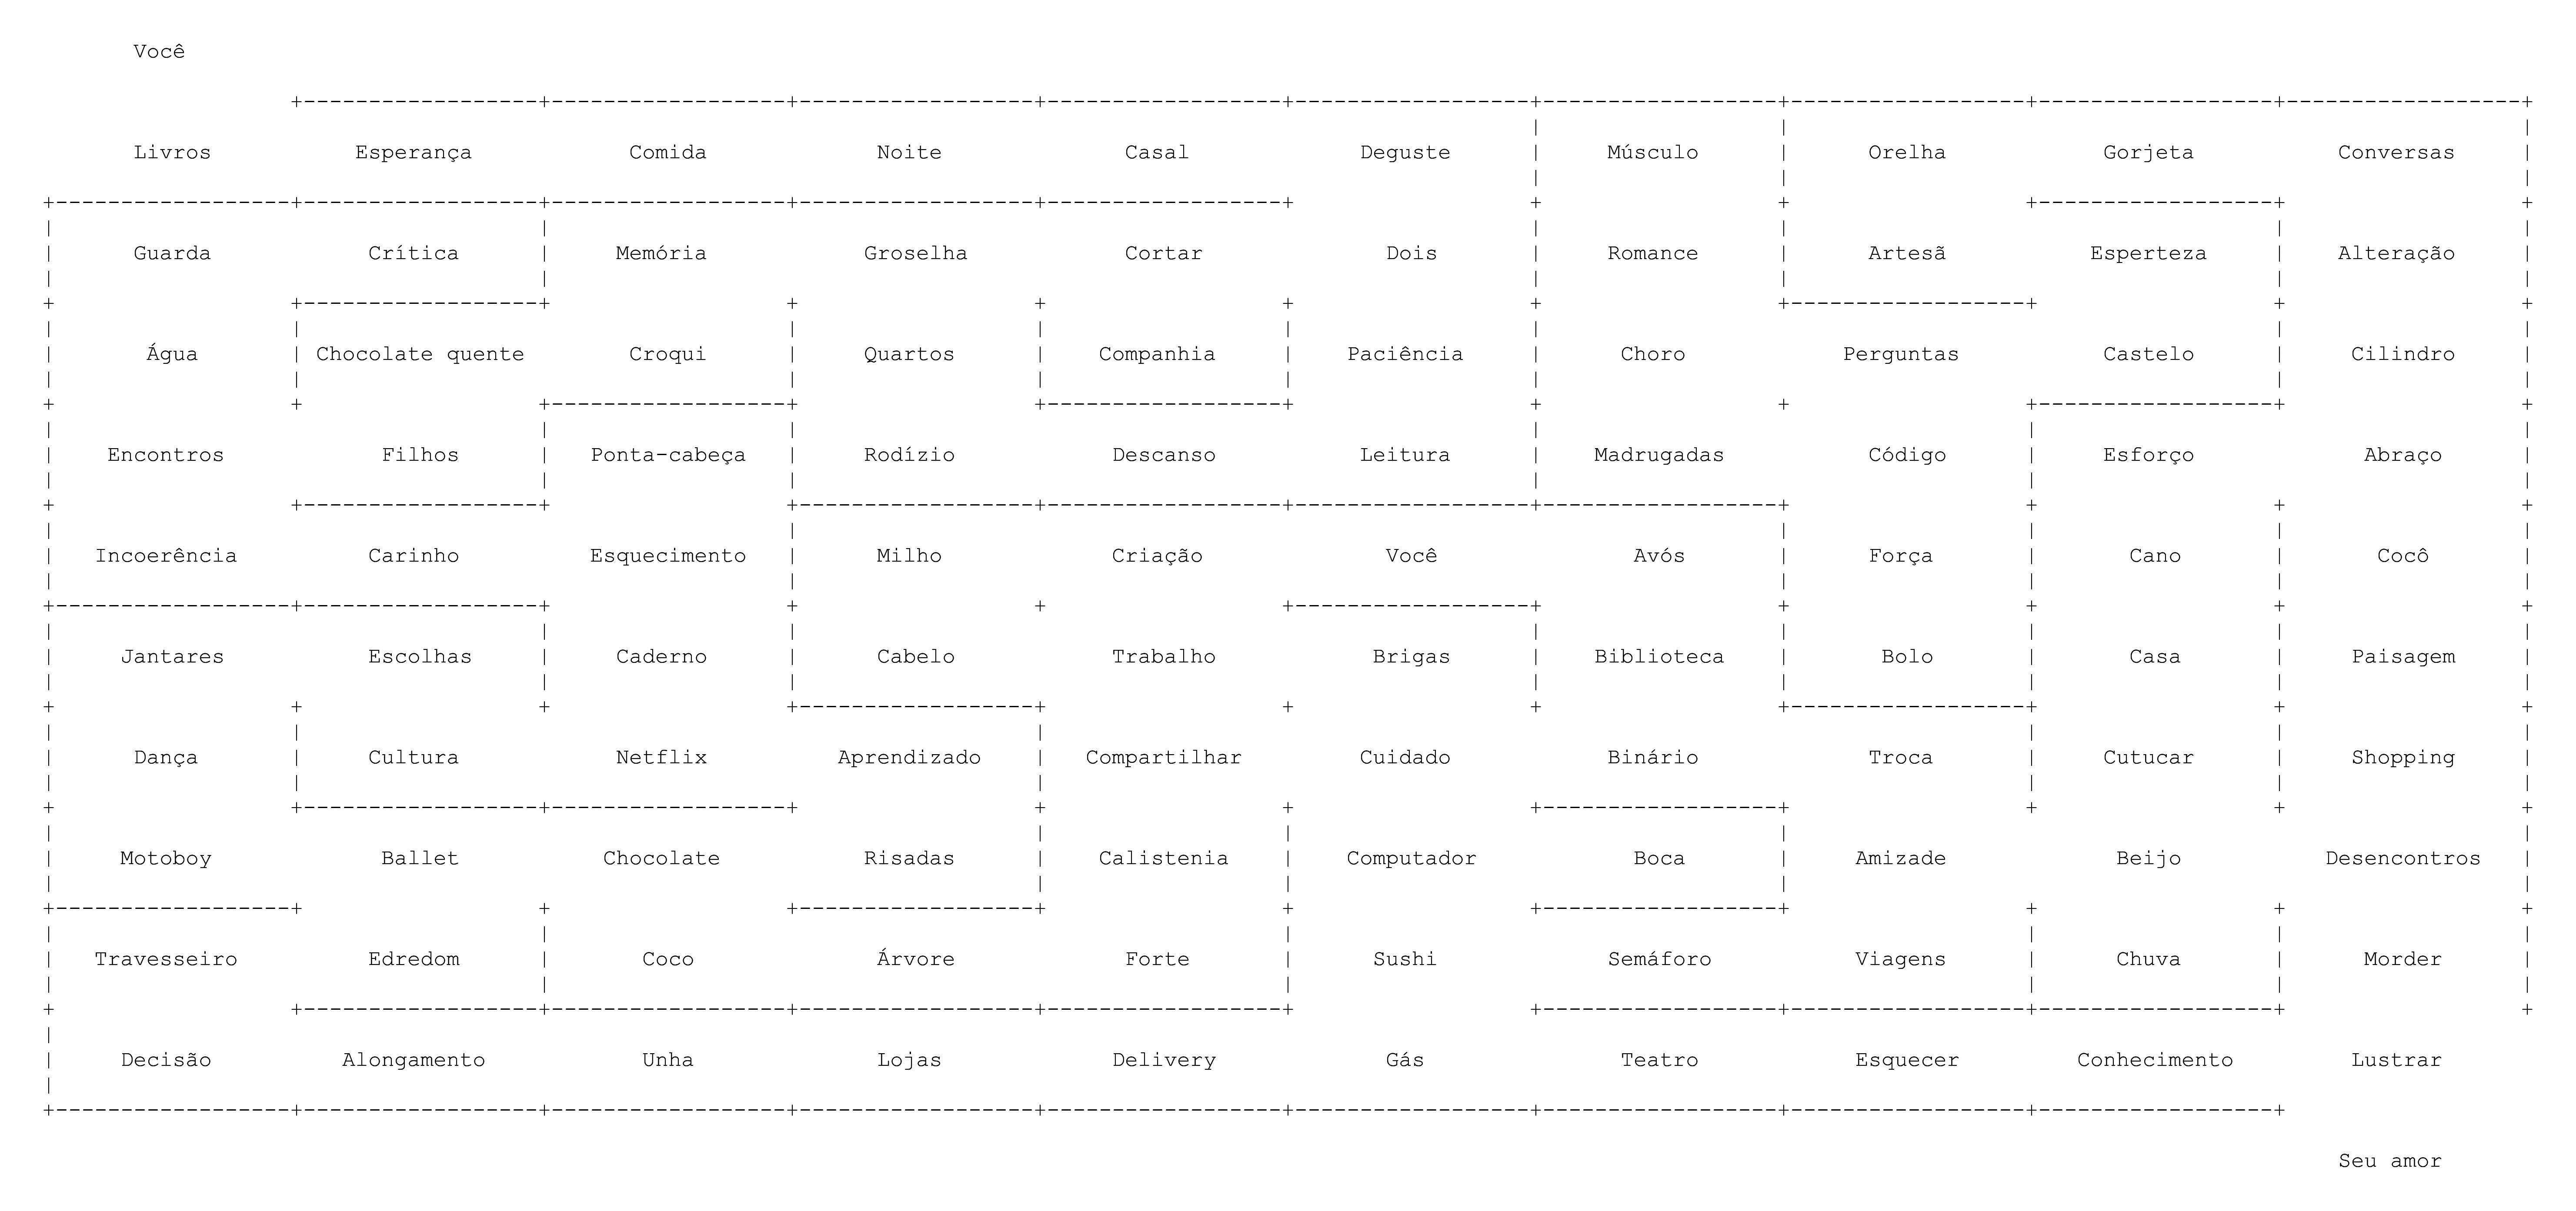 Você
Livros Esperança Comida Noite Casal Deguste Músculo Orelha Gorjeta Conversas
Guarda Crítica Memória Groselha Cortar Dois Romance Artesã Esperteza Alteração
Água Chocolate quente Croqui Quartos Companhia Paciência Choro Perguntas Castelo Cilindro
Encontros Filhos Ponta-cabeça Rodízio Descanso Leitura Madrugadas Código Esforço Abraço
Incoerência Carinho Esquecimento Milho Criação Você Avós Força Cano Cocô
Jantares Escolhas Caderno Cabelo Trabalho Brigas Biblioteca Bolo Casa Paisagem
Dança Cultura Netflix Aprendizado Compartilhar Cuidado Binário Troca Cutucar Shopping
Motoboy Ballet Chocolate Risadas Calistenia Computador Boca Amizade Beijo Desencontros
Travesseiro Edredom Coco Árvore Forte Sushi Semáforo Viagens Chuva Morder
Decisão Alongamento Unha Lojas Delivery Gás Teatro Esquecer Conhecimento Lustrar
Seu amor